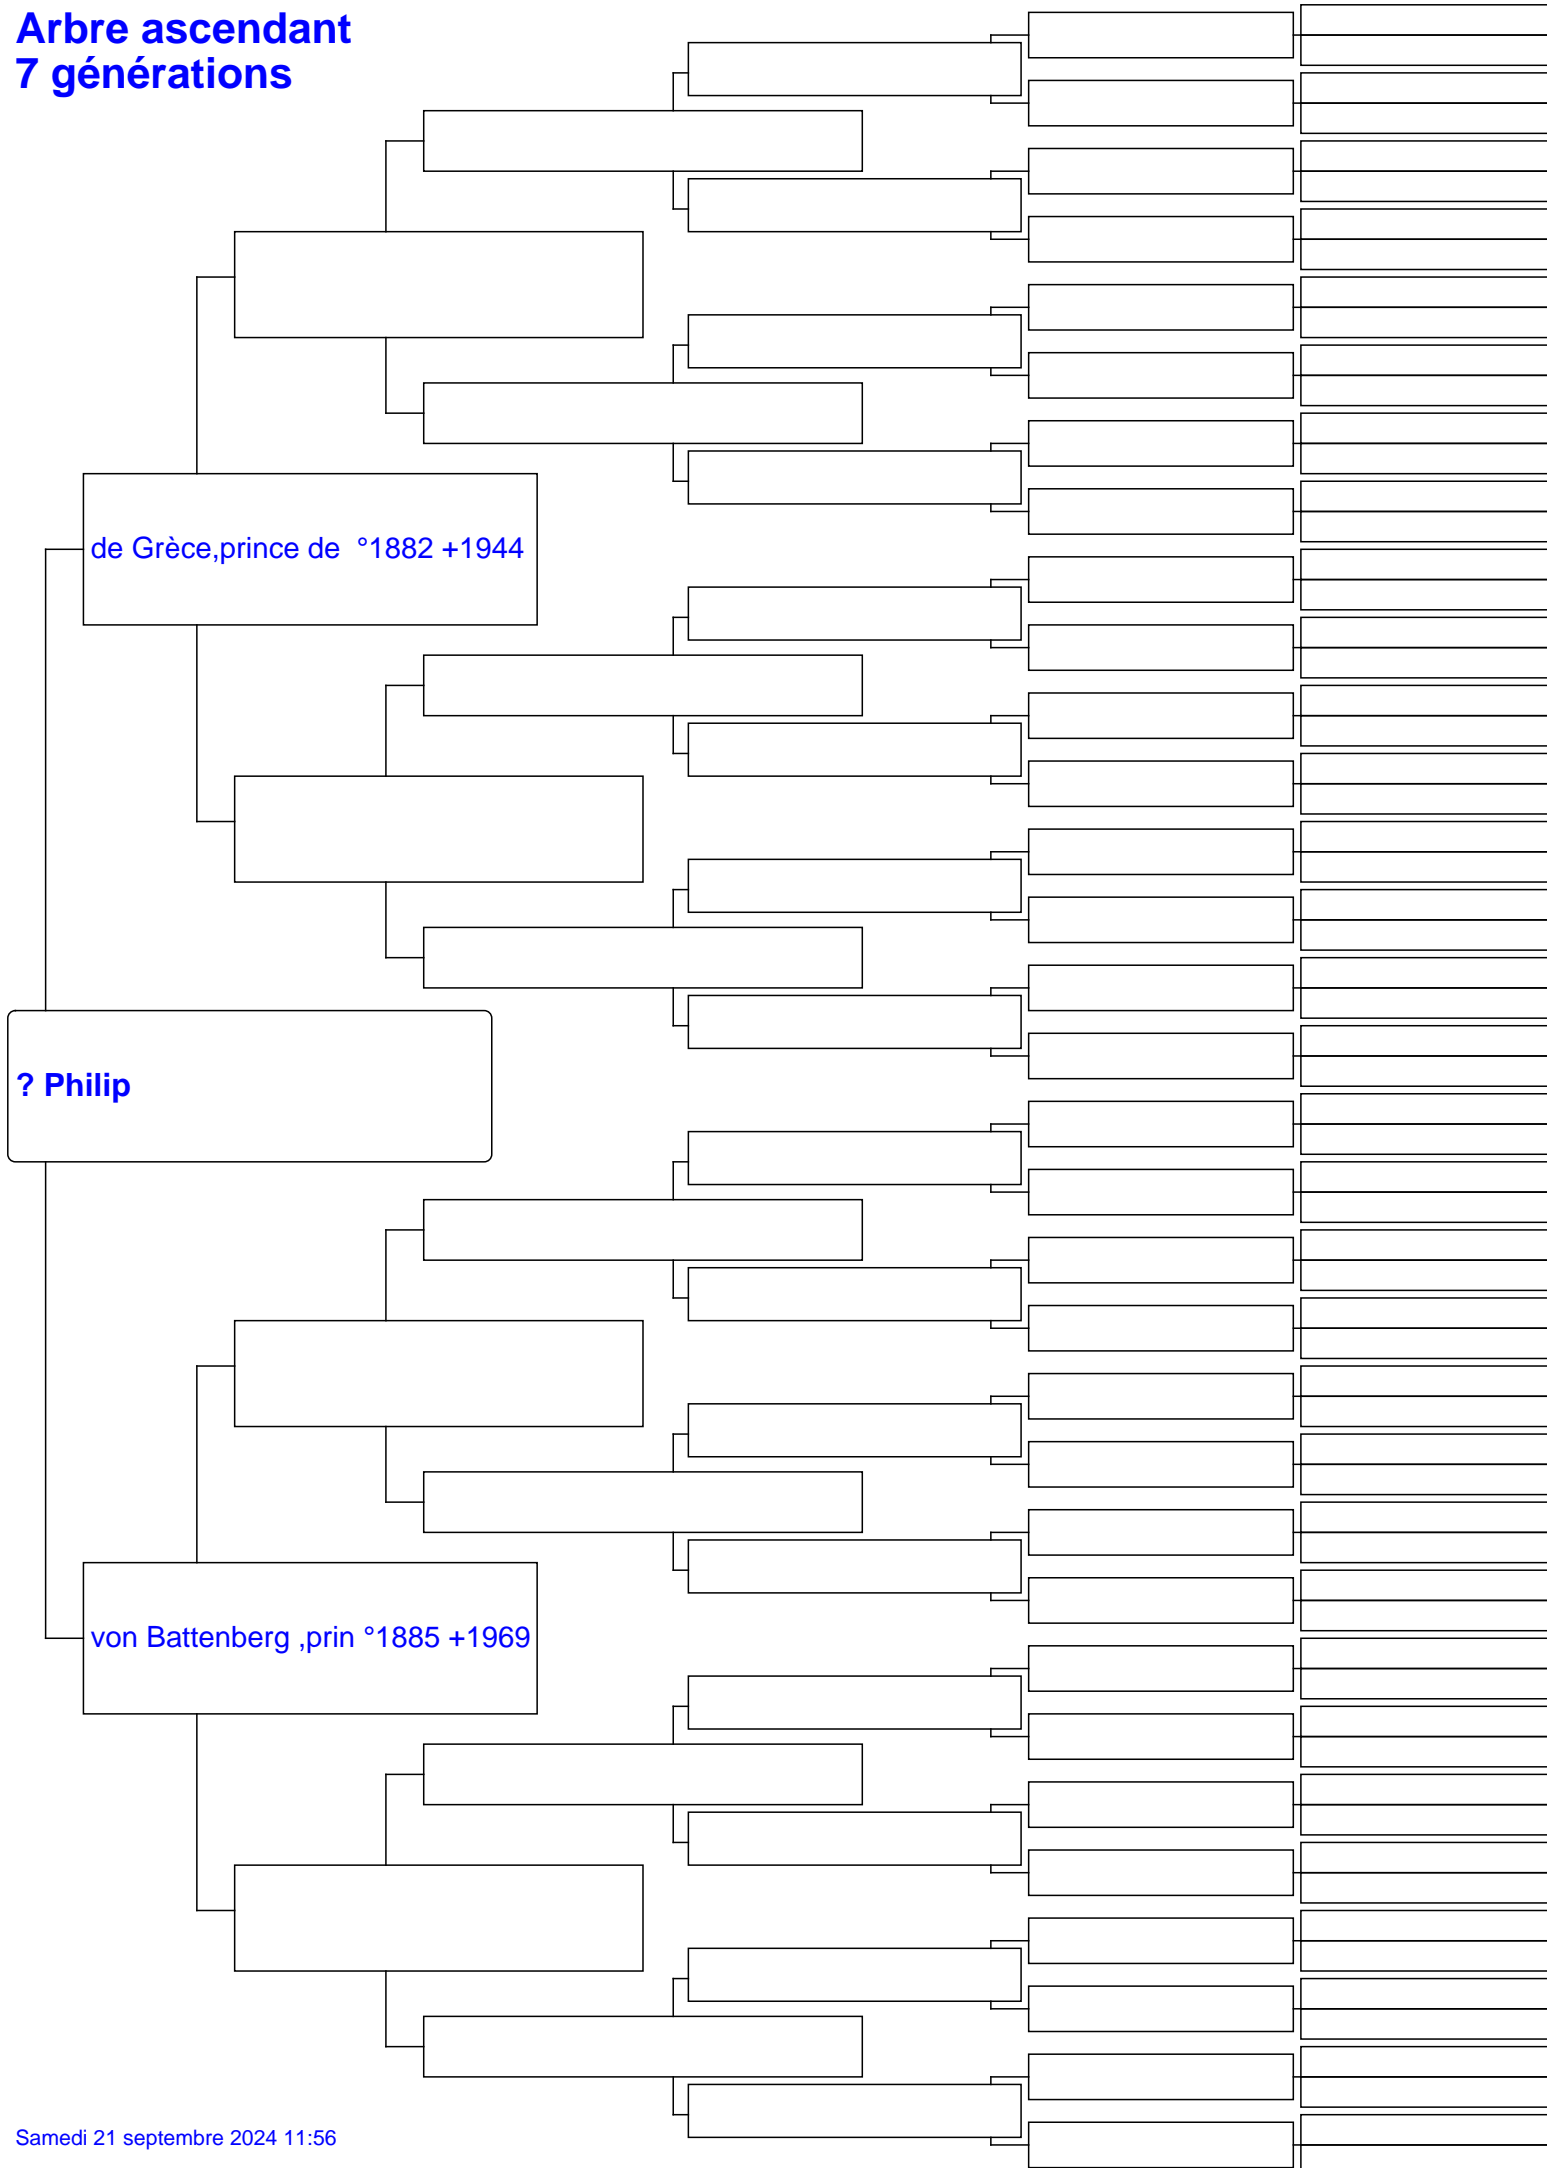 Arbre ascendant
7 générations
de Grèce,prince de  °1882 +1944
? Philip
von Battenberg ,prin °1885 +1969
Samedi 21 septembre 2024 11:56